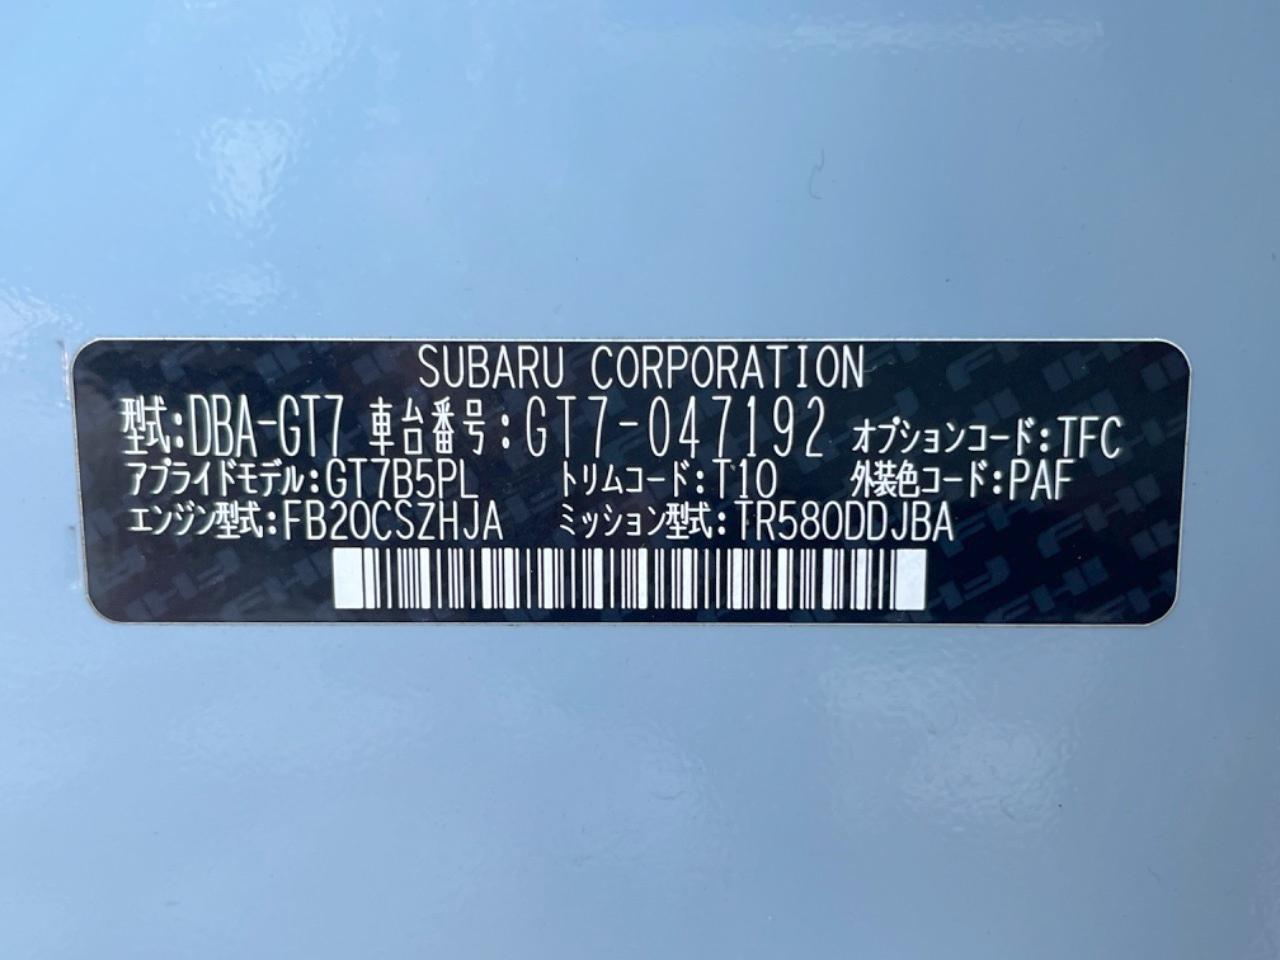 SUBARU CORPORATION
型式:DBA-GT7 車台番号:GT7-047192 オプションコード:TFC
アプライドモデル:GT7B5PL トリムコード:T10 外装色コード:PAF
エンジン型式:FB20CSZHJA ミッション型式:TR580DDJBA